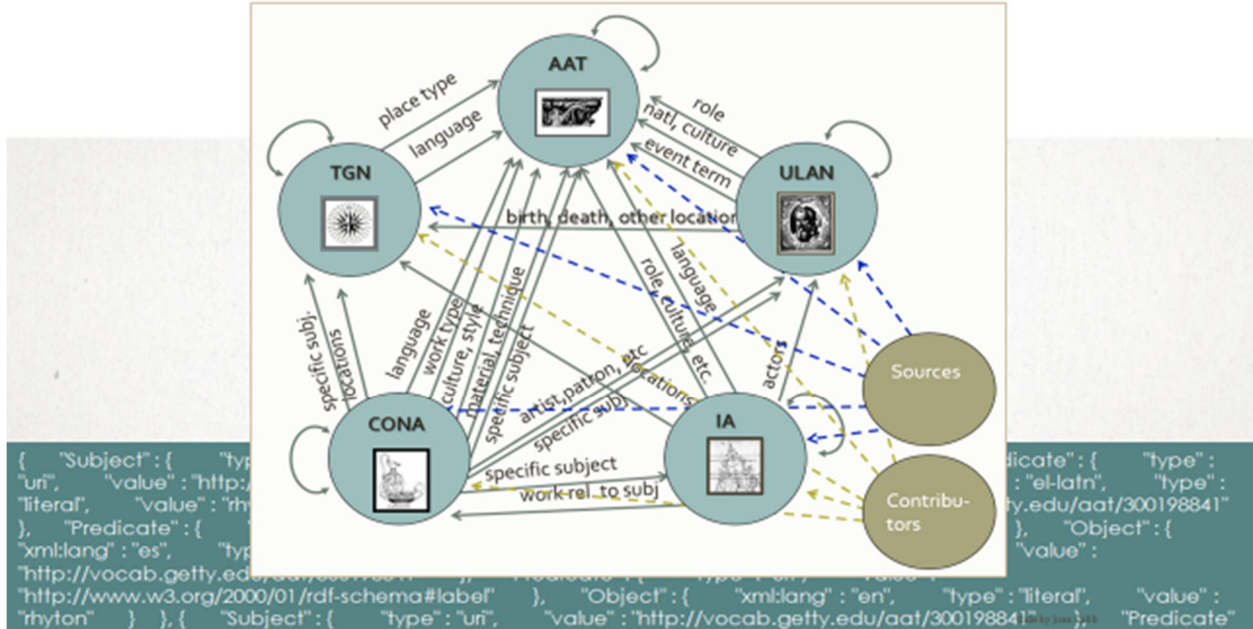 AAT
place type
language
role
natl, culture
event term
TGN
ULAN
birth, death, other location
language
role, culture, etc.
specific subj.
locations
language
work type
culture, style
material, technique
specific subject
artist,patron, etc
specific subj
actors
Sources
CONA
IA
specific subject
work rel. to subj
Contribu-
tors
{ "Subject" : { dicate" : { "type" :
"uri", "value" : "http:/ : "el-latn", "type" :
"literal", "value" : "rh ty.edu/aat/300198841"
}, "Predicate" : { }, "Object" : {
"xml:lang" : "es", "value" :
"http://vocab.getty.edu
"http://www.w3.org/2000/01/rdf-schema#label" }, "Object" : { "xml:lang" : "en", "type" : "literal", "value" :
"rhyton" } }, { "Subject" : { "type" : "uri", "value" : "http://vocab.getty.edu/aat/300198841" }, "Predicate"